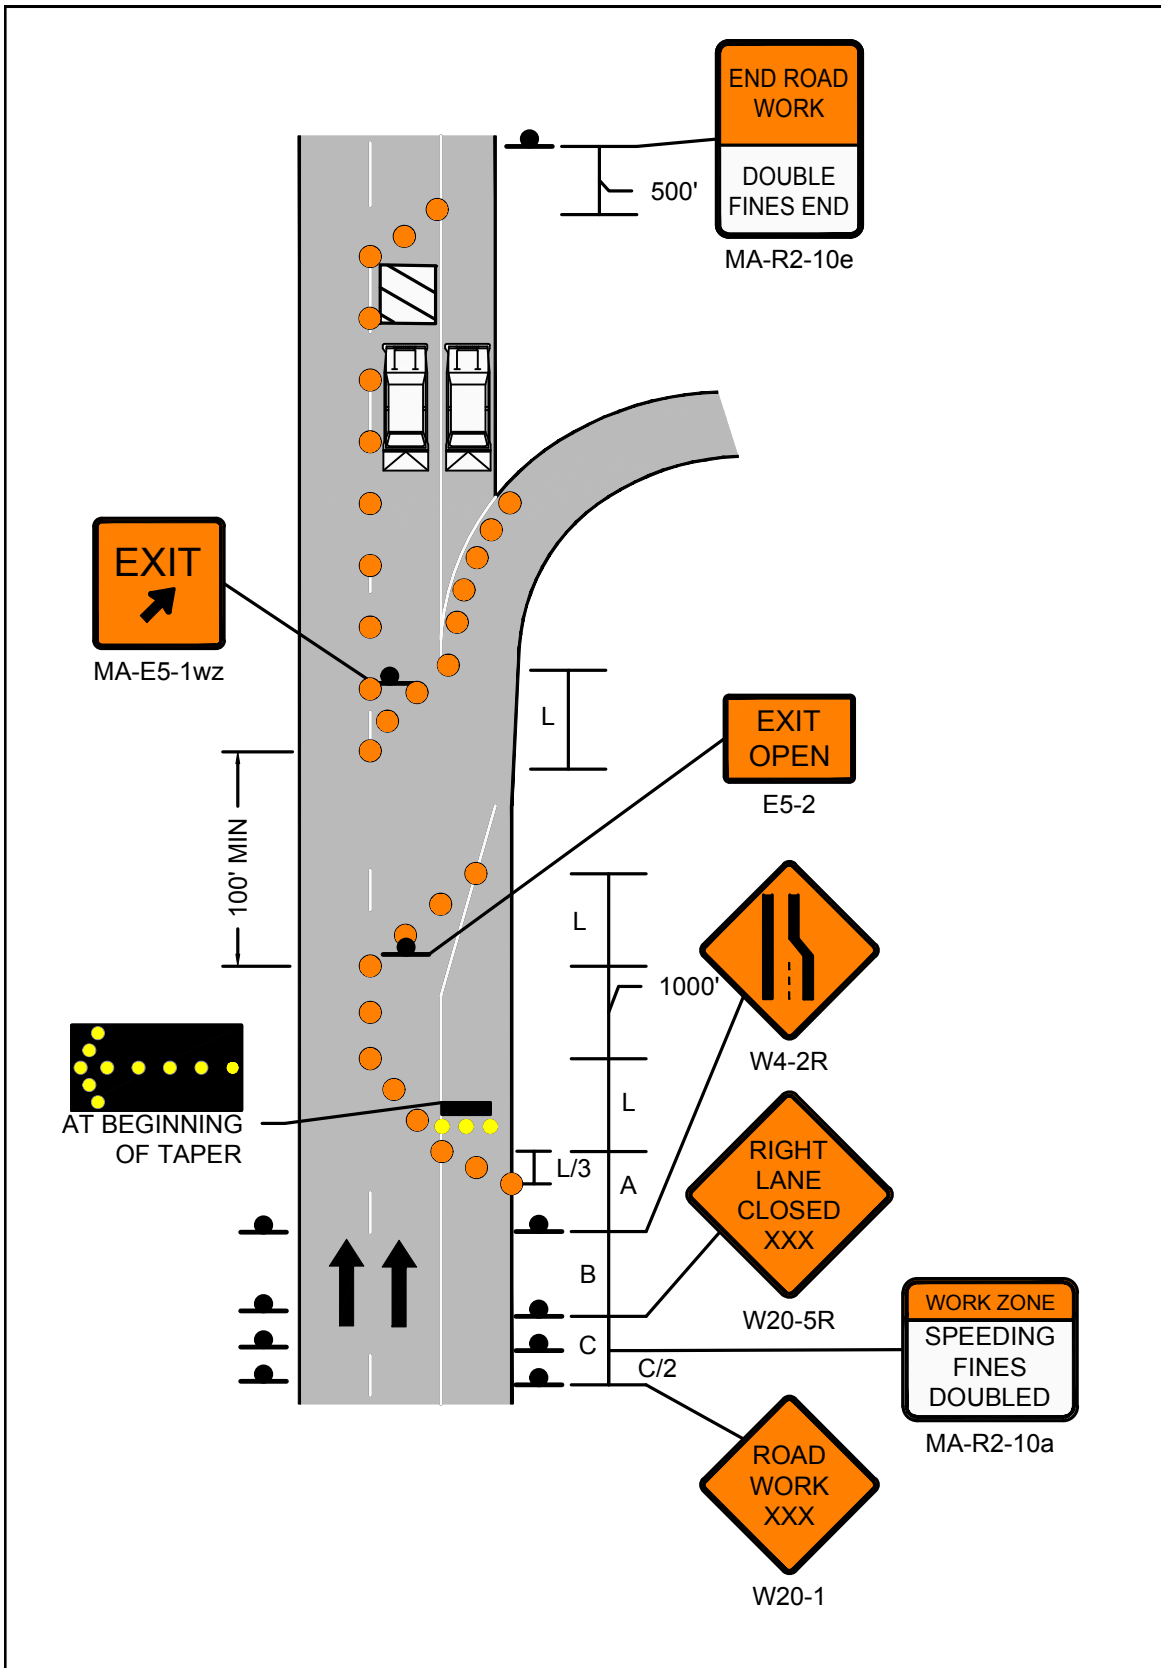 END ROAD
WORK
DOUBLE
FINES END
MA-R2-10e
500'
EXIT
MA-E5-1wz
L
EXIT
OPEN
E5-2
100' MIN
L
1000'
W4-2R
AT BEGINNING
OF TAPER
L
L/3
A
RIGHT
LANE
CLOSED
XXX
W20-5R
B
C
C/2
WORK ZONE
SPEEDING
FINES
DOUBLED
MA-R2-10a
ROAD
WORK
XXX
W20-1